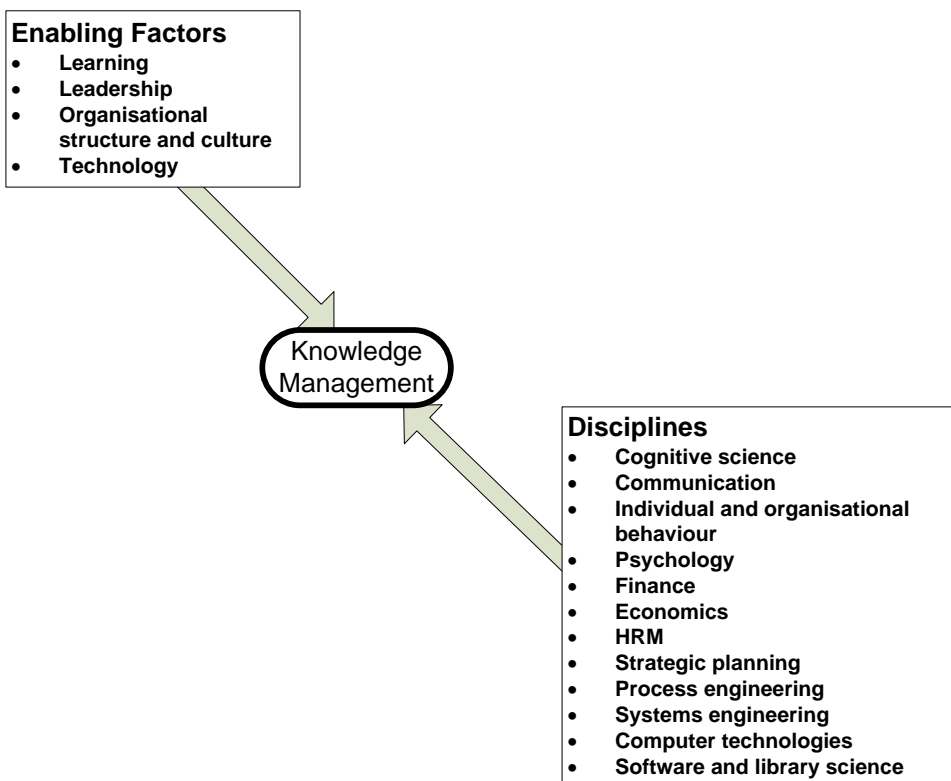 Enabling Factors
• Learning
• Leadership
• Organisational
structure and culture
• Technology
Knowledge
Management
Disciplines
• Cognitive science
• Communication
• Individual and organisational
behaviour
• Psychology
• Finance
• Economics
• HRM
• Strategic planning
• Process engineering
• Systems engineering
• Computer technologies
• Software and library science